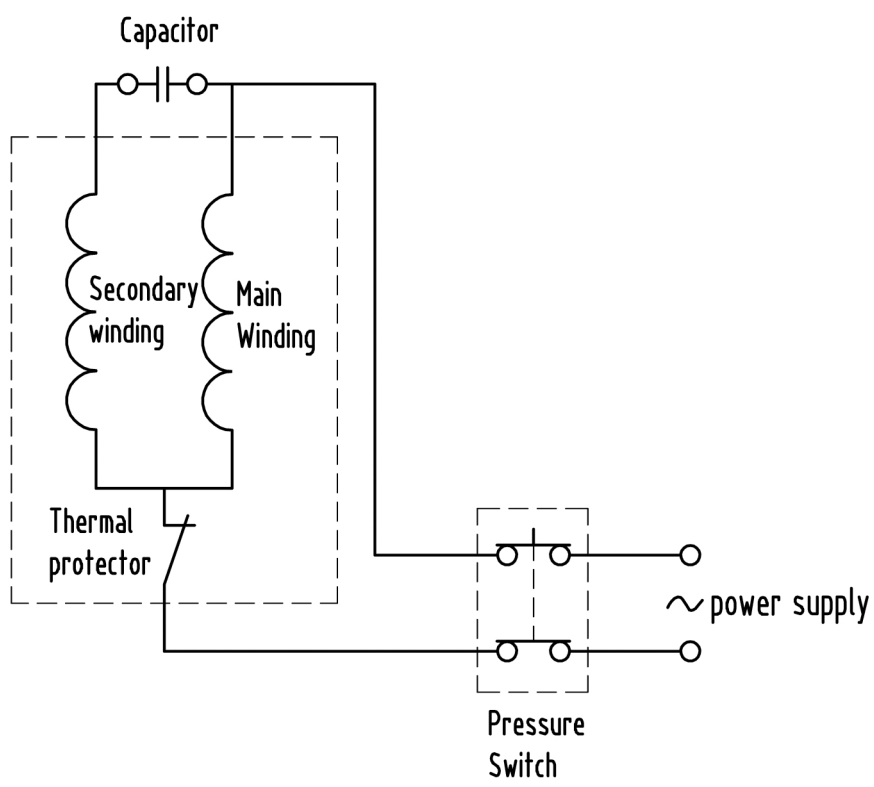 Capacitor
Secondary
winding
Main
Winding
Thermal
protector
power supply
Pressure
Switch